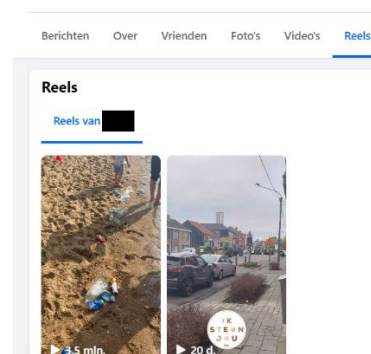 Berichten Over Vrienden Foto's Video's Reels
Reels
Reels van
3,5 mln.
20 d.
IK
STEUN
JOU